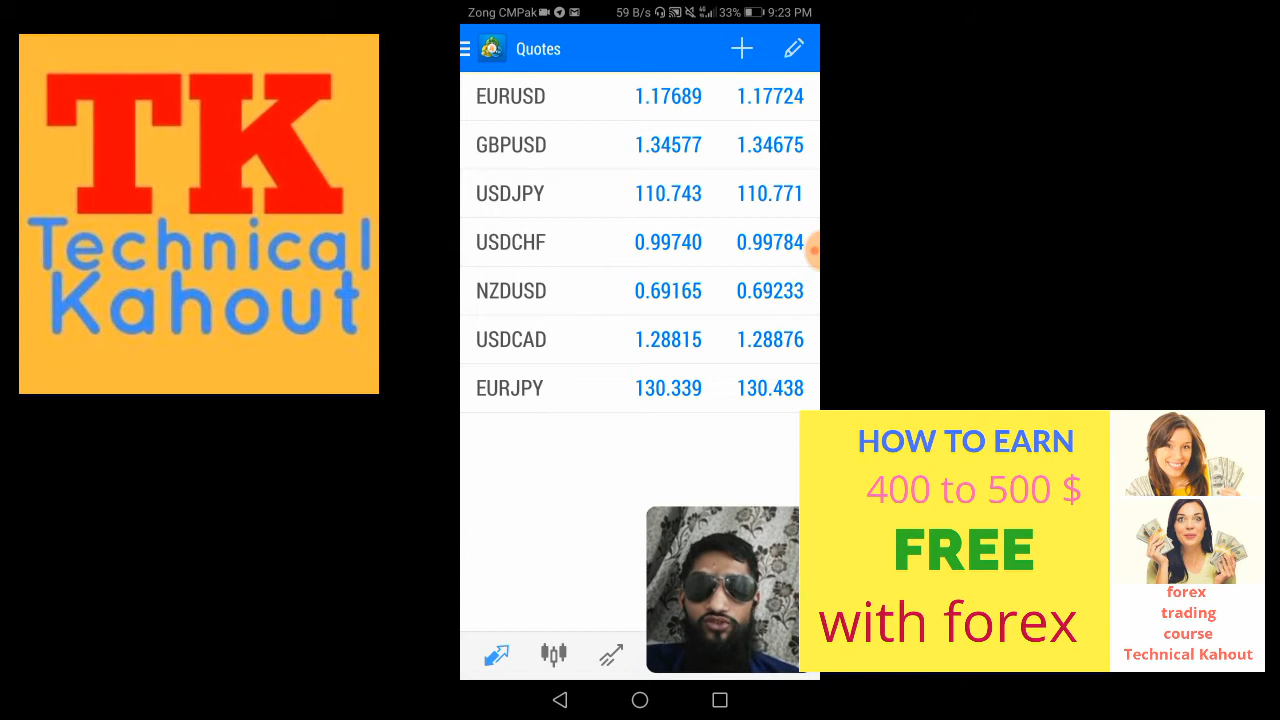 TK
Technical
Kahout
Zong CMPak 59 B/s 33% 9:23 PM
Quotes
EURUSD 1.17689 1.17724
GBPUSD 1.34577 1.34675
USDJPY 110.743 110.771
USDCHF 0.99740 0.99784
NZDUSD 0.69165 0.69233
USDCAD 1.28815 1.28876
EURJPY 130.339 130.438
HOW TO EARN
400 to 500 $
FREE
with forex
forex
trading
course
Technical Kahout